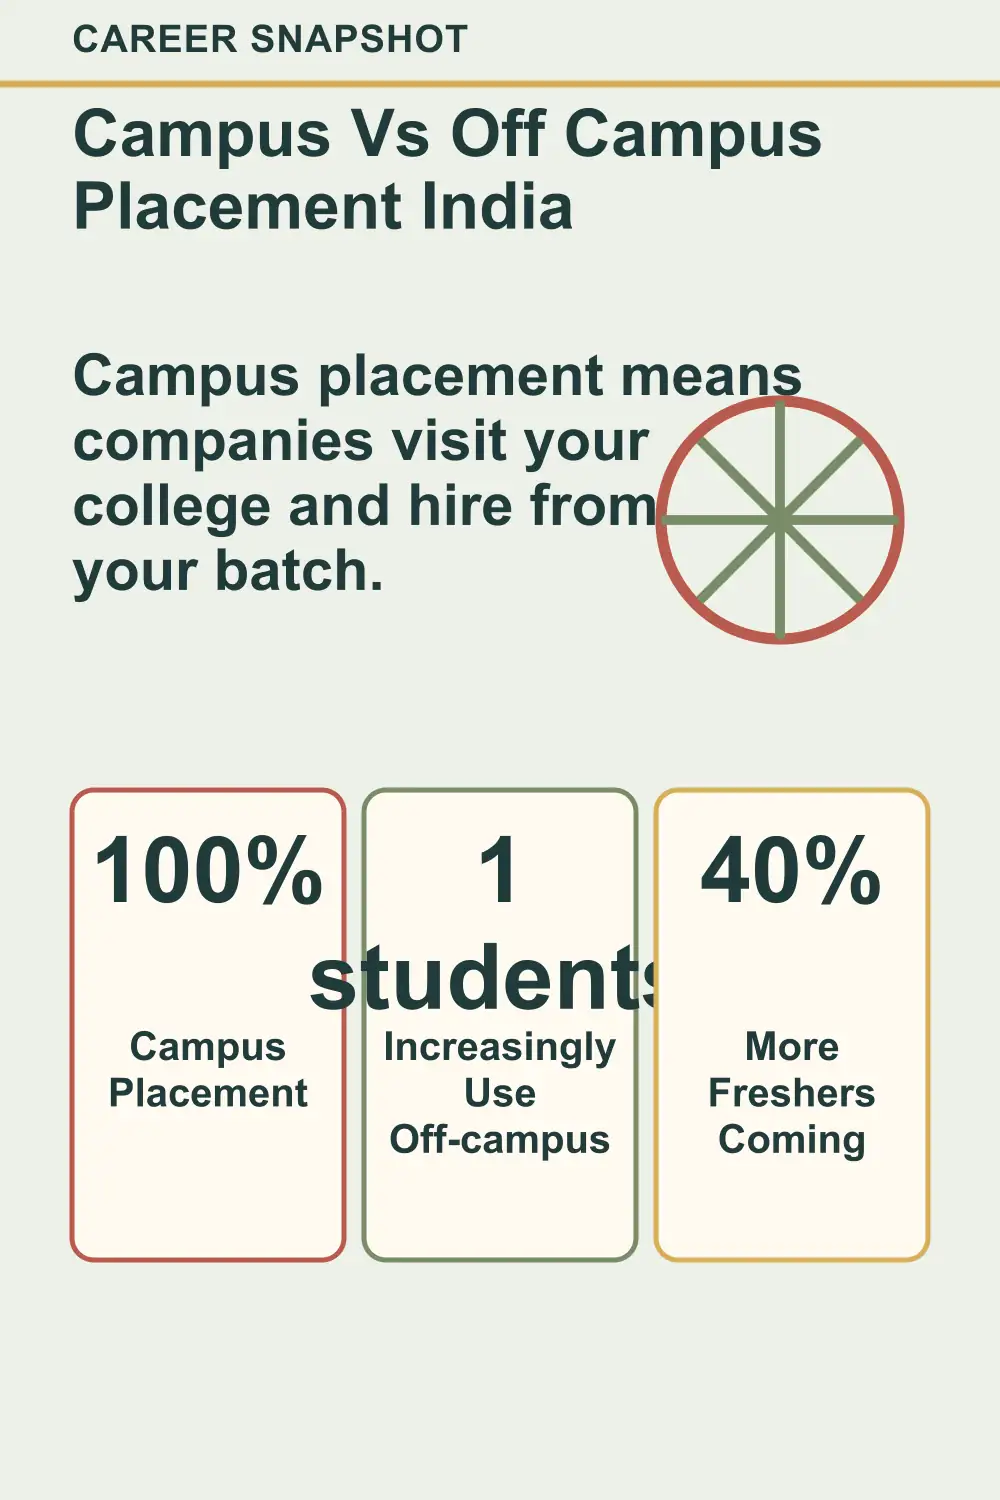 CAREER SNAPSHOT
Campus Vs Off Campus
Placement India
Campus placement means
companies visit your
college and hire from
your batch.
100%
Campus
Placement
1
students
Increasingly
Use
Off-campus
40%
More
Freshers
Coming